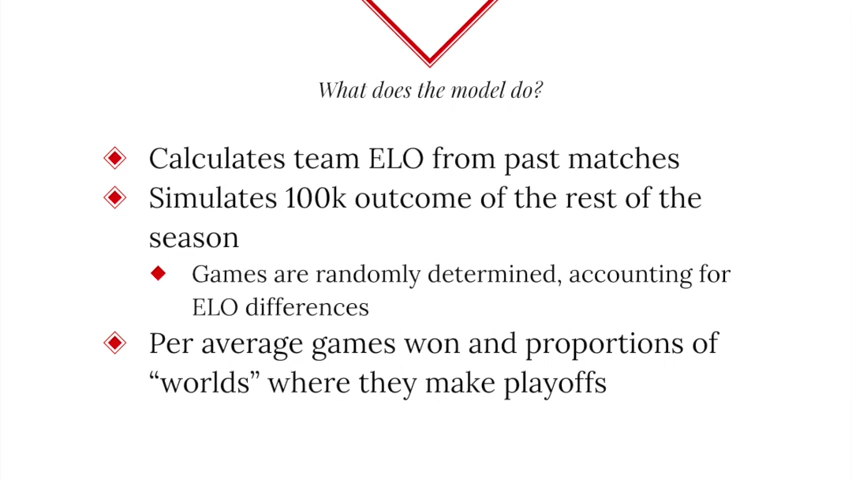 What does the model do?
Calculates team ELO from past matches
Simulates 100k outcome of the rest of the
season
Games are randomly determined, accounting for
ELO differences
Per average games won and proportions of
“worlds” where they make playoffs